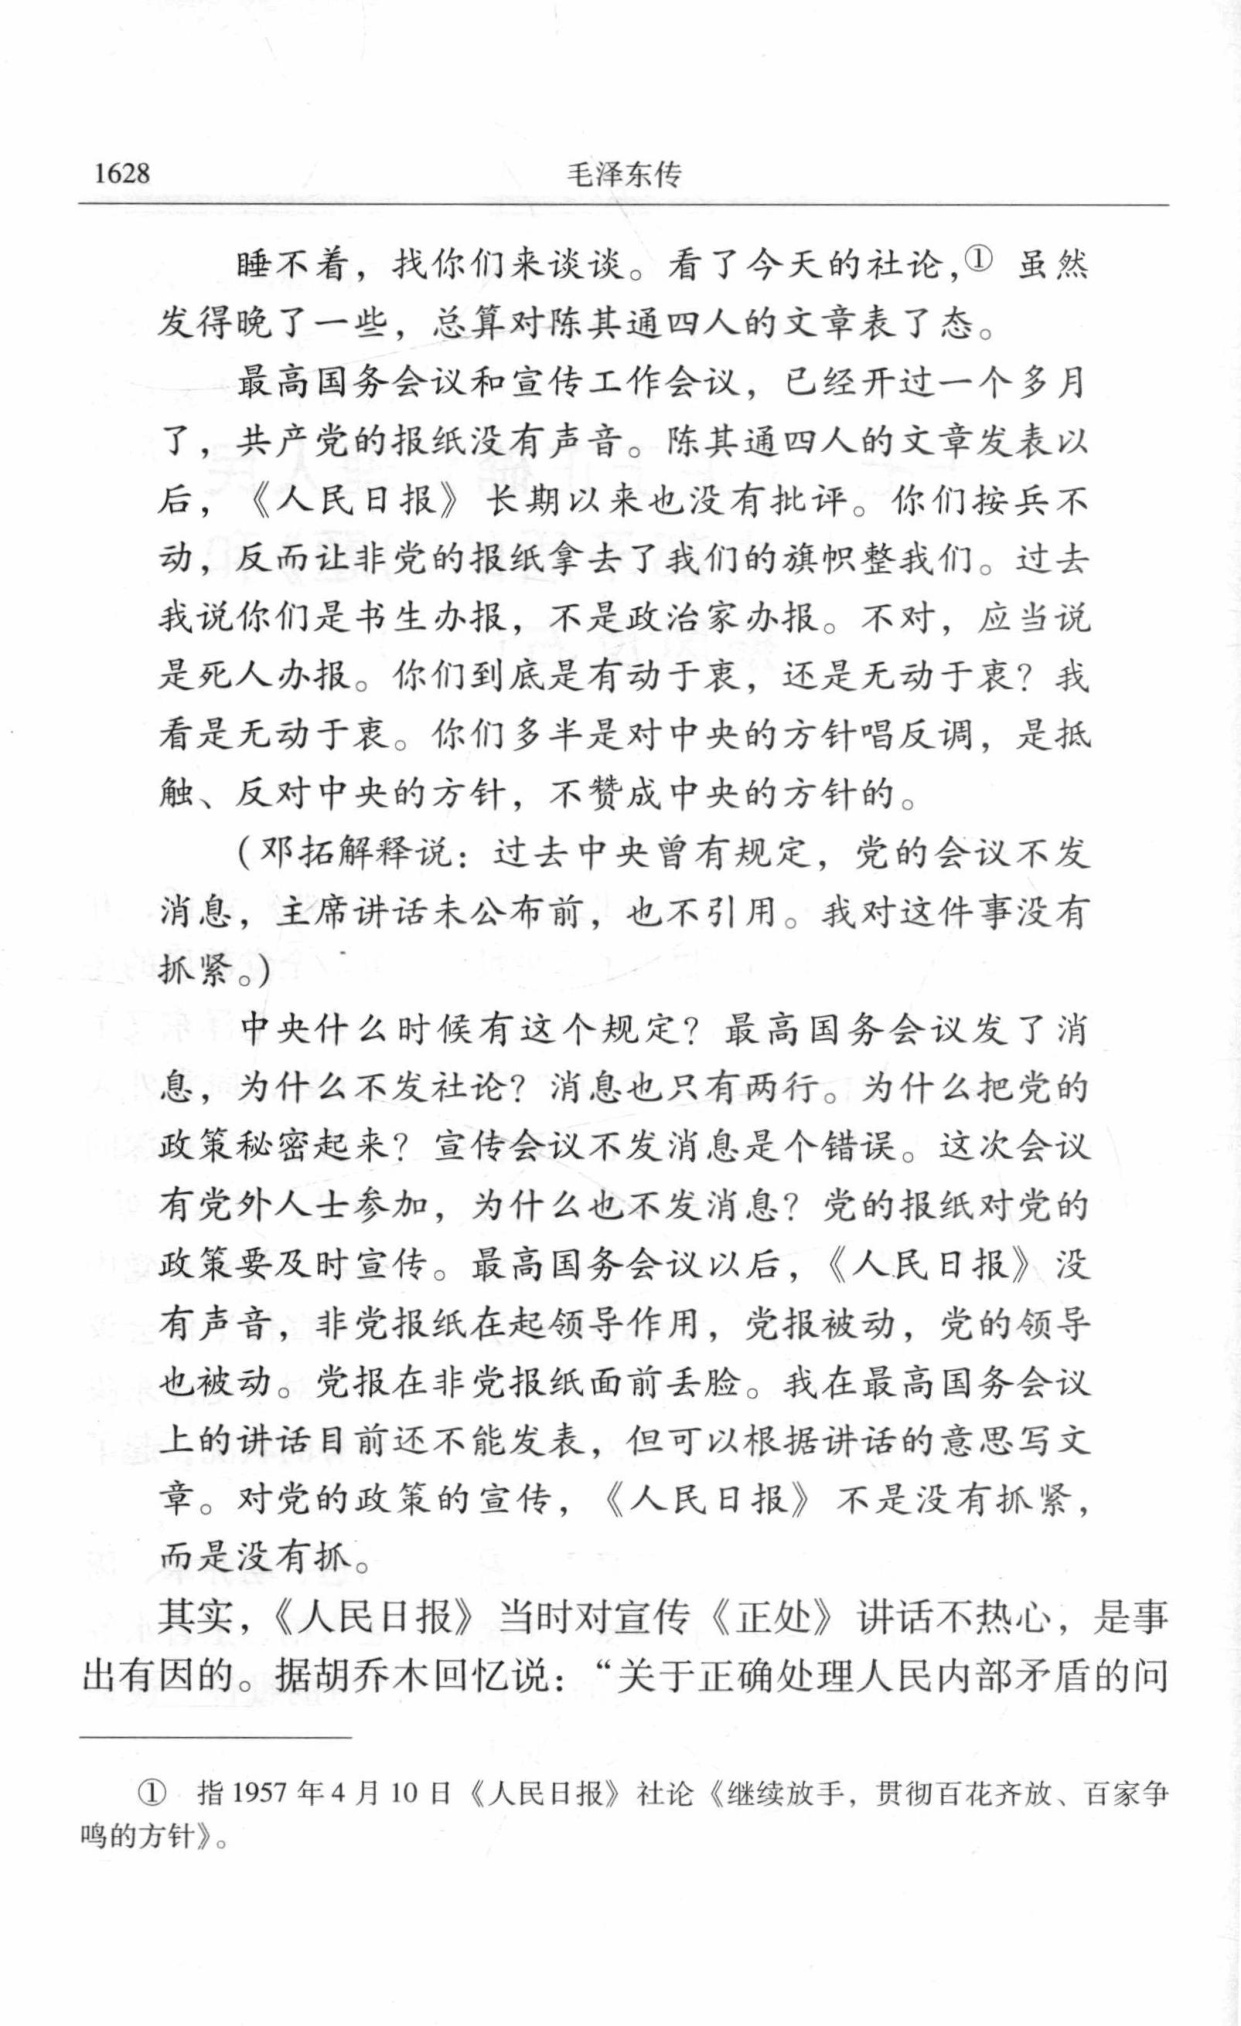 1628 毛泽东传
睡不着，找你们来谈谈。看了今天的社论，① 虽然
发得晚了一些，总算对陈其通四人的文章表了态。
最高国务会议和宣传工作会议，已经开过一个多月
了，共产党的报纸没有声音。陈其通四人的文章发表以
后，《人民日报》长期以来也没有批评。你们按兵不
动，反而让非党的报纸拿去了我们的旗帜整我们。过去
我说你们是书生办报，不是政治家办报。不对，应当说
是死人办报。你们到底是有动于衷，还是无动于衷？我
看是无动于衷。你们多半是对中央的方针唱反调，是抵
触、反对中央的方针，不赞成中央的方针的。
（邓拓解释说：过去中央曾有规定，党的会议不发
消息，主席讲话未公布前，也不引用。我对这件事没有
抓紧。）
中央什么时候有这个规定？最高国务会议发了消
息，为什么不发社论？消息也只有两行。为什么把党的
政策秘密起来？宣传会议不发消息是个错误。这次会议
有党外人士参加，为什么也不发消息？党的报纸对党的
政策要及时宣传。最高国务会议以后，《人民日报》没
有声音，非党报纸在起领导作用，党报被动，党的领导
也被动。党报在非党报纸面前丢脸。我在最高国务会议
上的讲话目前还不能发表，但可以根据讲话的意思写文
章。对党的政策的宣传，《人民日报》不是没有抓紧，
而是没有抓。
其实，《人民日报》当时对宣传《正处》讲话不热心，是事
出有因的。据胡乔木回忆说：“关于正确处理人民内部矛盾的问
① 指 1957 年 4 月 10 日《人民日报》社论《继续放手，贯彻百花齐放、百家争
鸣的方针》。